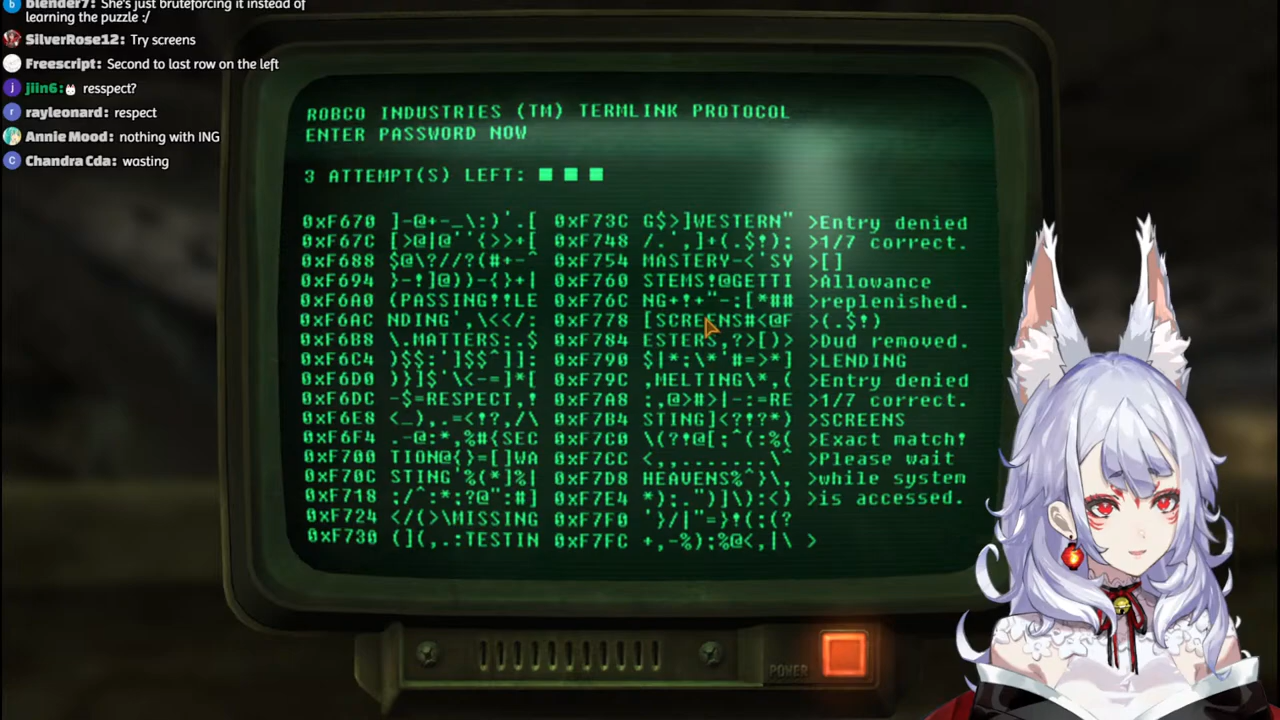 blender7: She's just bruteforcing it instead of
learning the puzzle :/
SilverRose12: Try screens
Freescript: Second to last row on the left
jiin6: resspect?
rayleonard: respect
Annie Mood: nothing with ING
Chandra Cda: wasting
ROBCO INDUSTRIES (TM) TERMLINK PROTOCOL
ENTER PASSWORD NOW
3 ATTEMPT(S) LEFT: ■ ■ ■
0xF670 ]-@+-_\:)'.[ 0xF73C G$>]WESTERN" >Entry denied
0xF67C [>@|@''{>>+[ 0xF748 /.',]+(.$!): >1/7 correct.
0xF688 $@\?//?(#+-^ 0xF754 MASTERY-<'SY >[]
0xF694 }-!]@))-{}+| 0xF760 STEMS!@GETTI >Allowance
0xF6A0 (PASSING!!LE 0xF76C NG+!+"-:[*## >replenished.
0xF6AC NDING',\<</: 0xF778 [SCREENS#<@F >(.$!)
0xF6B8 \.MATTERS:.$ 0xF784 ESTERS,?>[)> >Dud removed.
0xF6C4 )$$:']$$^]]: 0xF790 $|*;\*'#=>*] >LENDING
0xF6D0 )}]$'\<-=]*[ 0xF79C ,MELTING\*,( >Entry denied
0xF6DC -$=RESPECT,! 0xF7A8 :,@>#>|-:=RE >1/7 correct.
0xF6E8 <_),.=<!?,/\ 0xF7B4 STING]<?!?*) >SCREENS
0xF6F4 .-@:*,%#{SEC 0xF7C0 \(?!@[;^(:%{ >Exact match!
0xF700 TION@{}=[]WA 0xF7CC <,,.......\^ >Please wait
0xF70C STING'%(*]%| 0xF7D8 HEAVENS%^}\, >while system
0xF718 :/^:*;?@":#] 0xF7E4 *);,")]\):<) >is accessed.
0xF724 </(>\MISSING 0xF7F0 '}/|"=}!(:(?
0xF730 (](,.:TESTIN 0xF7FC +,-%);%@<,|\ >
POWER